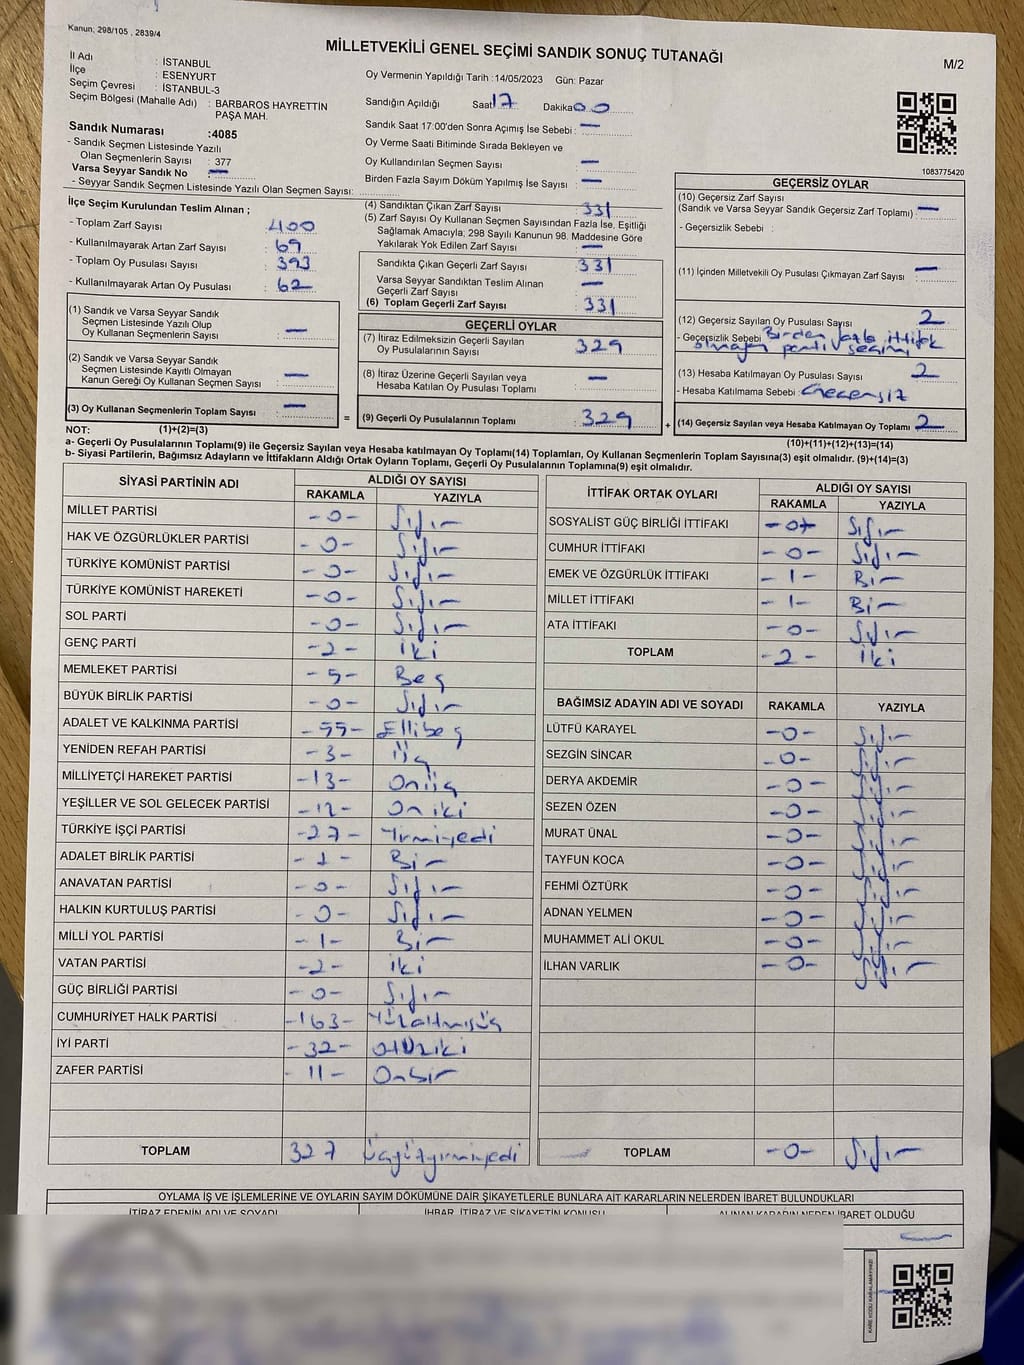 Kanun; 298/105 , 2839/4
MİLLETVEKİLİ GENEL SEÇİMİ SANDIK SONUÇ TUTANAĞI
M/2
İl Adı : İSTANBUL
İlçe : ESENYURT
Seçim Çevresi : İSTANBUL-3
Seçim Bölgesi (Mahalle Adı) : BARBAROS HAYRETTİN
PAŞA MAH.
Sandık Numarası :4085
- Sandık Seçmen Listesinde Yazılı
Olan Seçmenlerin Sayısı : 377
Varsa Seyyar Sandık No : —
- Seyyar Sandık Seçmen Listesinde Yazılı Olan Seçmen Sayısı:
Oy Vermenin Yapıldığı Tarih :14/05/2023 Gün: Pazar
Sandığın Açıldığı Saat 17 Dakika 00
Sandık Saat 17:00'den Sonra Açımış İse Sebebi : —
Oy Verme Saati Bitiminde Sırada Bekleyen ve
Oy Kullandırılan Seçmen Sayısı —
Birden Fazla Sayım Döküm Yapılmış İse Sayısı —
1083775420
İlçe Seçim Kurulundan Teslim Alınan ;
- Toplam Zarf Sayısı : 400
- Kullanılmayarak Artan Zarf Sayısı : 69
- Toplam Oy Pusulası Sayısı : 393
- Kullanılmayarak Artan Oy Pusulası : 62
(1) Sandık ve Varsa Seyyar Sandık
Seçmen Listesinde Yazılı Olup
Oy Kullanan Seçmenlerin Sayısı : —
(2) Sandık ve Varsa Seyyar Sandık
Seçmen Listesinde Kayıtlı Olmayan
Kanun Gereği Oy Kullanan Seçmen Sayısı : —
(3) Oy Kullanan Seçmenlerin Toplam Sayısı : —
(4) Sandıktan Çıkan Zarf Sayısı : 331
(5) Zarf Sayısı Oy Kullanan Seçmen Sayısından Fazla İse, Eşitliği
Sağlamak Amacıyla; 298 Sayılı Kanunun 98. Maddesine Göre
Yakılarak Yok Edilen Zarf Sayısı : —
Sandıkta Çıkan Geçerli Zarf Sayısı : 331
Varsa Seyyar Sandıktan Teslim Alınan
Geçerli Zarf Sayısı : —
(6) Toplam Geçerli Zarf Sayısı : 331
GEÇERLİ OYLAR
(7) İtiraz Edilmeksizin Geçerli Sayılan
Oy Pusulalarının Sayısı : 329
(8) İtiraz Üzerine Geçerli Sayılan veya
Hesaba Katılan Oy Pusulaları Toplamı : —
= (9) Geçerli Oy Pusulalarının Toplamı : 329 +
GEÇERSİZ OYLAR
(10) Geçersiz Zarf Sayısı
(Sandık ve Varsa Seyyar Sandık Geçersiz Zarf Toplamı) : —
- Geçersizlik Sebebi :
(11) İçinden Milletvekili Oy Pusulası Çıkmayan Zarf Sayısı : —
(12) Geçersiz Sayılan Oy Pusulası Sayısı : 2
- Geçersizlik Sebebi : Birden fazla ittifak
olmayan parti seçimi
(13) Hesaba Katılmayan Oy Pusulası Sayısı : 2
- Hesaba Katılmama Sebebi : Geçersiz
(14) Geçersiz Sayılan veya Hesaba Katılmayan Oy Toplamı : 2
NOT: (1)+(2)=(3)
(10)+(11)+(12)+(13)=(14)
a- Geçerli Oy Pusulalarının Toplamı(9) ile Geçersiz Sayılan veya Hesaba katılmayan Oy Toplamı(14) Toplamları, Oy Kullanan Seçmenlerin Toplam Sayısına(3) eşit olmalıdır. (9)+(14)=(3)
b- Siyasi Partilerin, Bağımsız Adayların ve İttifakların Aldığı Ortak Oyların Toplamı, Geçerli Oy Pusulalarının Toplamına(9) eşit olmalıdır.
SİYASİ PARTİNİN ADI ALDIĞI OY SAYISI
RAKAMLA YAZIYLA
MİLLET PARTİSİ -0- Sıfır
HAK VE ÖZGÜRLÜKLER PARTİSİ -0- Sıfır
TÜRKİYE KOMÜNİST PARTİSİ -0- Sıfır
TÜRKİYE KOMÜNİST HAREKETİ -0- Sıfır
SOL PARTİ -0- Sıfır
GENÇ PARTİ -2- iki
MEMLEKET PARTİSİ -5- Beş
BÜYÜK BİRLİK PARTİSİ -0- Sıfır
ADALET VE KALKINMA PARTİSİ -55- Ellibeş
YENİDEN REFAH PARTİSİ -3- üç
MİLLİYETÇİ HAREKET PARTİSİ -13- Onüç
YEŞİLLER VE SOL GELECEK PARTİSİ -12- Oniki
TÜRKİYE İŞÇİ PARTİSİ -27- Yirmiyedi
ADALET BİRLİK PARTİSİ -1- Bir
ANAVATAN PARTİSİ -0- Sıfır
HALKIN KURTULUŞ PARTİSİ -0- Sıfır
MİLLİ YOL PARTİSİ -1- Bir
VATAN PARTİSİ -2- iki
GÜÇ BİRLİĞİ PARTİSİ -0- Sıfır
CUMHURİYET HALK PARTİSİ -163- Yüzaltmışüç
İYİ PARTİ -32- Otuziki
ZAFER PARTİSİ -11- Onbir
TOPLAM 327 Üçyüzyirmiyedi
İTTİFAK ORTAK OYLARI ALDIĞI OY SAYISI
RAKAMLA YAZIYLA
SOSYALİST GÜÇ BİRLİĞİ İTTİFAKI -0- Sıfır
CUMHUR İTTİFAKI -0- Sıfır
EMEK VE ÖZGÜRLÜK İTTİFAKI -1- Bir
MİLLET İTTİFAKI -1- Bir
ATA İTTİFAKI -0- Sıfır
TOPLAM -2- iki
BAĞIMSIZ ADAYIN ADI VE SOYADI RAKAMLA YAZIYLA
LÜTFÜ KARAYEL -0- Sıfır
SEZGİN SİNCAR -0- Sıfır
DERYA AKDEMİR -0- Sıfır
SEZEN ÖZEN -0- Sıfır
MURAT ÜNAL -0- Sıfır
TAYFUN KOCA -0- Sıfır
FEHMİ ÖZTÜRK -0- Sıfır
ADNAN YELMEN -0- Sıfır
MUHAMMET ALİ OKUL -0- Sıfır
İLHAN VARLIK -0- Sıfır
TOPLAM -0- Sıfır
OYLAMA İŞ VE İŞLEMLERİNE VE OYLARIN SAYIM DÖKÜMÜNE DAİR ŞİKAYETLERLE BUNLARA AİT KARARLARIN NELERDEN İBARET BULUNDUKLARI
İTİRAZ EDENİN ADI VE SOYADI İHBAR, İTİRAZ VE ŞİKAYETİN KONUSU ALINAN KARARIN NEDEN İBARET OLDUĞU
KARE KODU KARALAMAYINIZ!